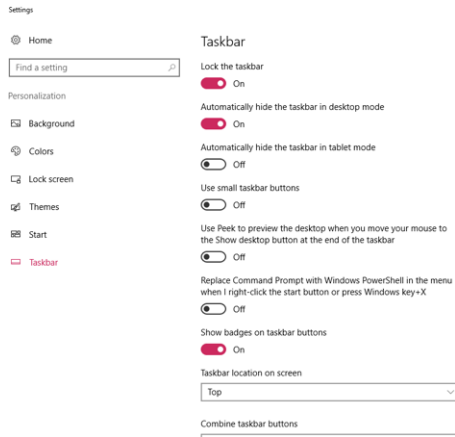 Settings
Home
Find a setting
Personalization
Background
Colors
Lock screen
Themes
Start
Taskbar
Taskbar
Lock the taskbar
On
Automatically hide the taskbar in desktop mode
On
Automatically hide the taskbar in tablet mode
Off
Use small taskbar buttons
Off
Use Peek to preview the desktop when you move your mouse to
the Show desktop button at the end of the taskbar
Off
Replace Command Prompt with Windows PowerShell in the menu
when I right-click the start button or press Windows key+X
Off
Show badges on taskbar buttons
On
Taskbar location on screen
Top
Combine taskbar buttons